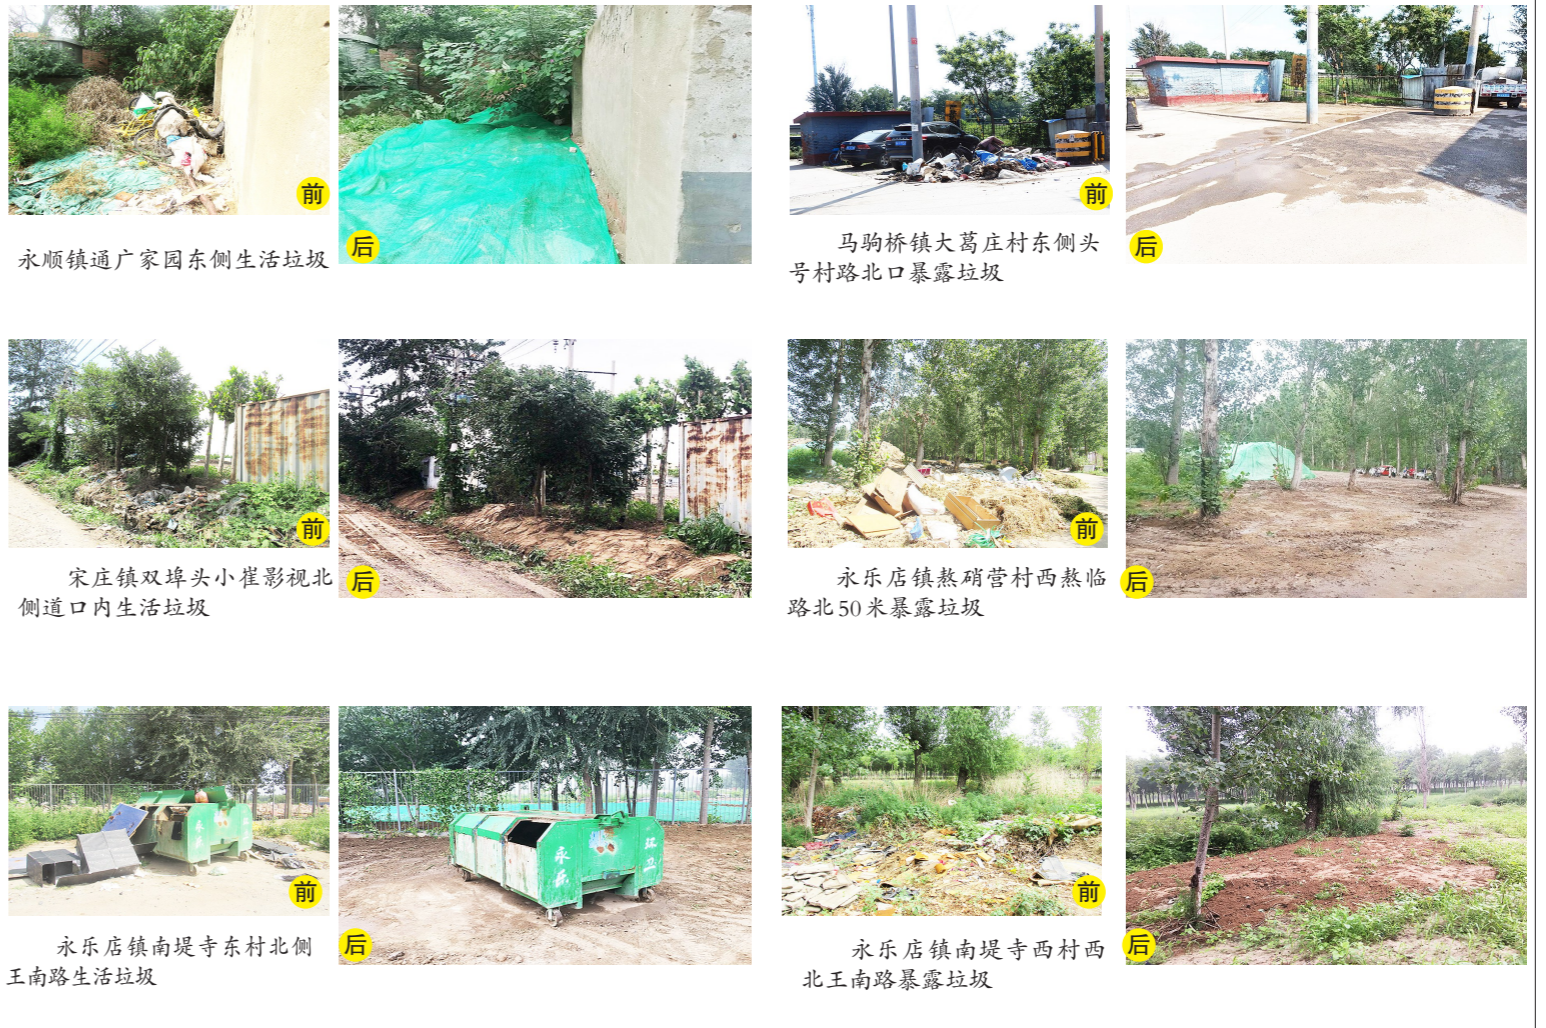 前
后
永顺镇通广家园东侧生活垃圾
前
后
马驹桥镇大葛庄村东侧头
号村路北口暴露垃圾
前
后
宋庄镇双埠头小崔影视北
侧道口内生活垃圾
前
后
永乐店镇熬硝营村西熬临
路北50米暴露垃圾
前
后
永乐
环卫
永乐店镇南堤寺东村北侧
王南路生活垃圾
前
后
永乐店镇南堤寺西村西
北王南路暴露垃圾